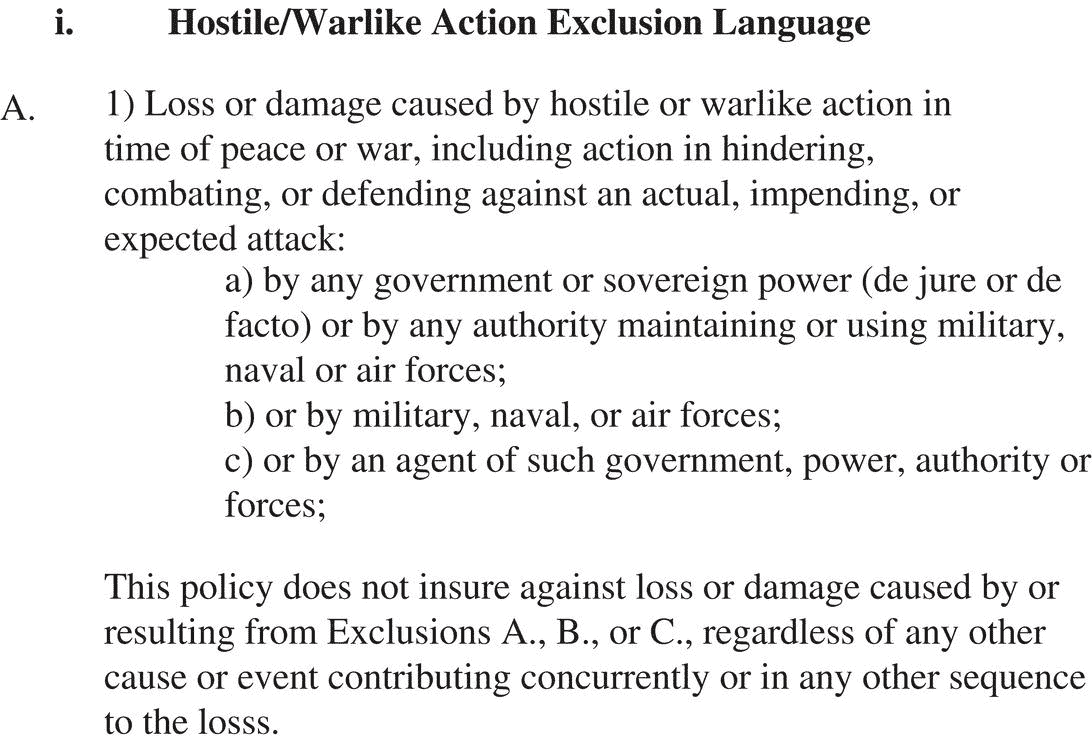 i. Hostile/Warlike Action Exclusion Language
A. 1) Loss or damage caused by hostile or warlike action in
time of peace or war, including action in hindering,
combating, or defending against an actual, impending, or
expected attack:
a) by any government or sovereign power (de jure or de
facto) or by any authority maintaining or using military,
naval or air forces;
b) or by military, naval, or air forces;
c) or by an agent of such government, power, authority or
forces;
This policy does not insure against loss or damage caused by or
resulting from Exclusions A., B., or C., regardless of any other
cause or event contributing concurrently or in any other sequence
to the losss.